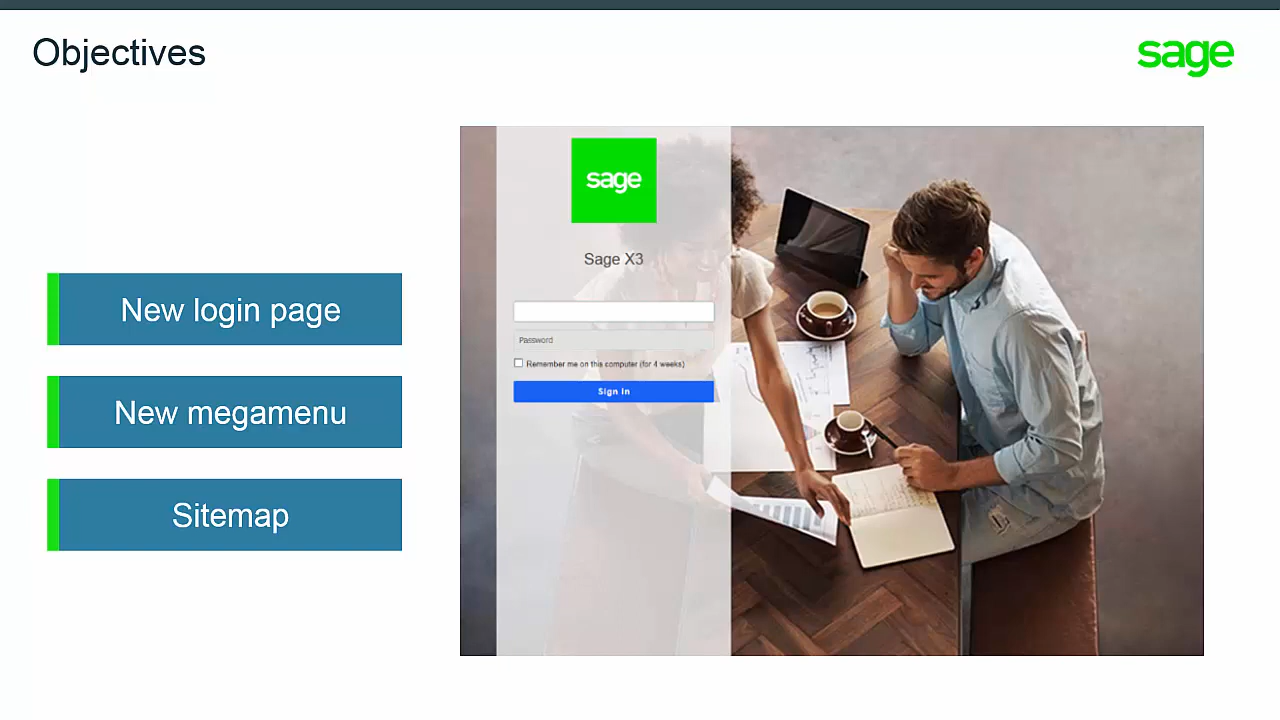 Objectives
sage
New login page
New megamenu
Sitemap
sage
Sage X3
Password
Remember me on this computer (for 4 weeks)
Sign In